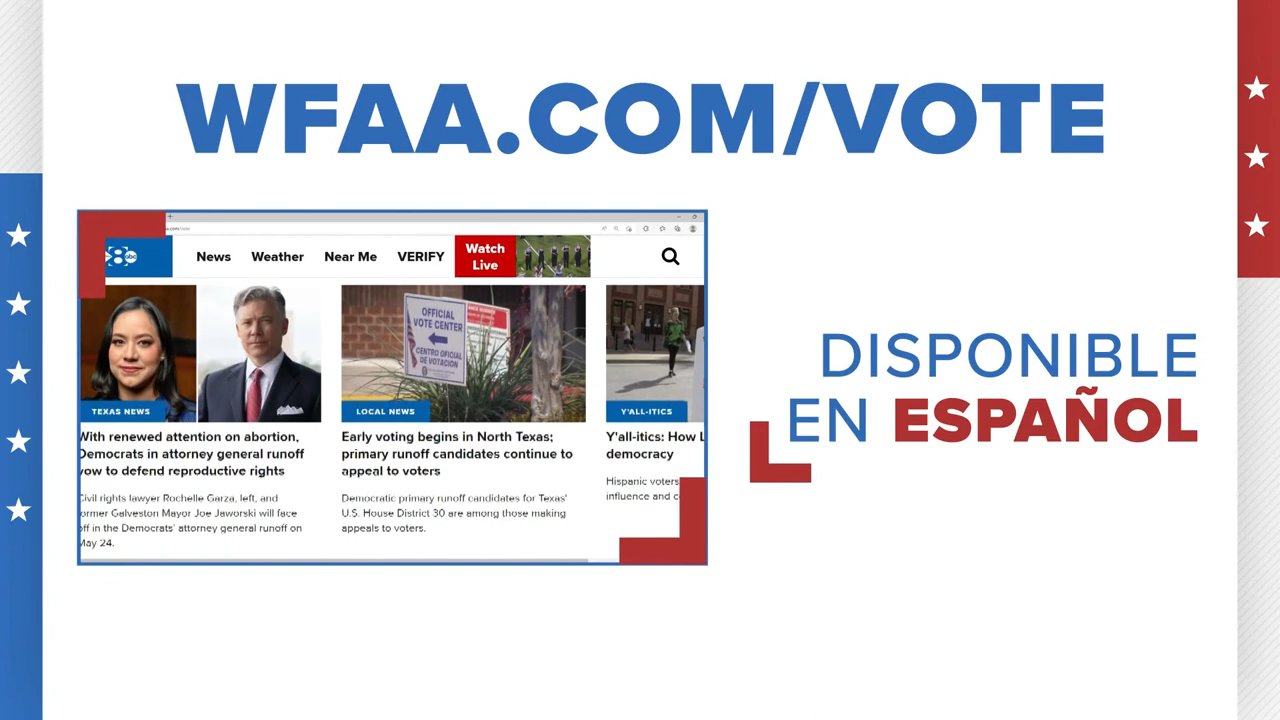 WFAA.COM/VOTE
8 abc
News
Weather
Near Me
VERIFY
Watch
Live
OFFICIAL
VOTE CENTER
CENTRO OFICIAL
DE VOTACIÓN
TEXAS NEWS
With renewed attention on abortion,
Democrats in attorney general runoff
vow to defend reproductive rights
Civil rights lawyer Rochelle Garza, left, and
former Galveston Mayor Joe Jaworski will face
off in the Democrats' attorney general runoff on
May 24.
LOCAL NEWS
Early voting begins in North Texas;
primary runoff candidates continue to
appeal to voters
Democratic primary runoff candidates for Texas'
U.S. House District 30 are among those making
appeals to voters.
Y'ALL-ITICS
Y'all-itics: How L
democracy
Hispanic voters
influence and c
DISPONIBLE
EN ESPAÑOL